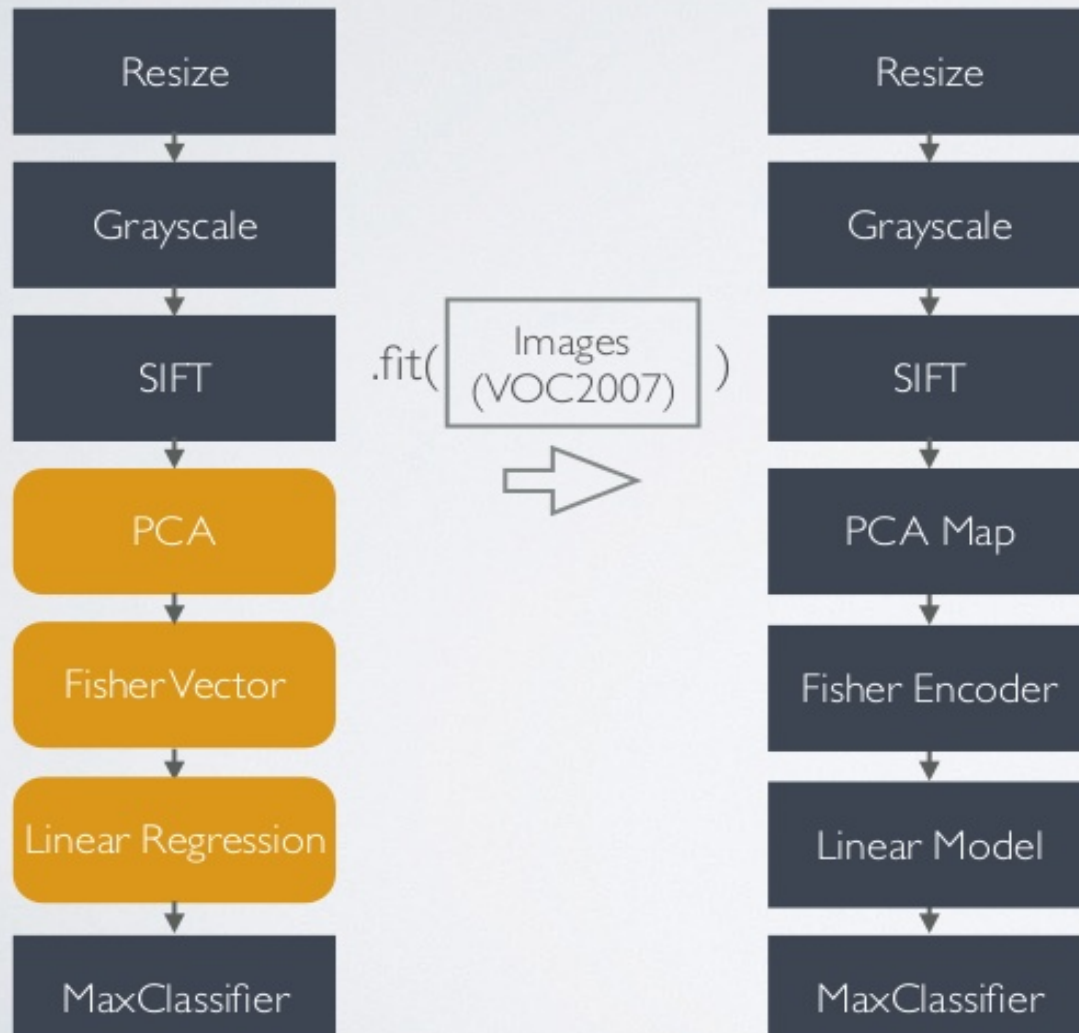 Resize
Grayscale
SIFT
PCA
Fisher Vector
Linear Regression
MaxClassifier
.fit( Images
(VOC2007) )
Resize
Grayscale
SIFT
PCA Map
Fisher Encoder
Linear Model
MaxClassifier